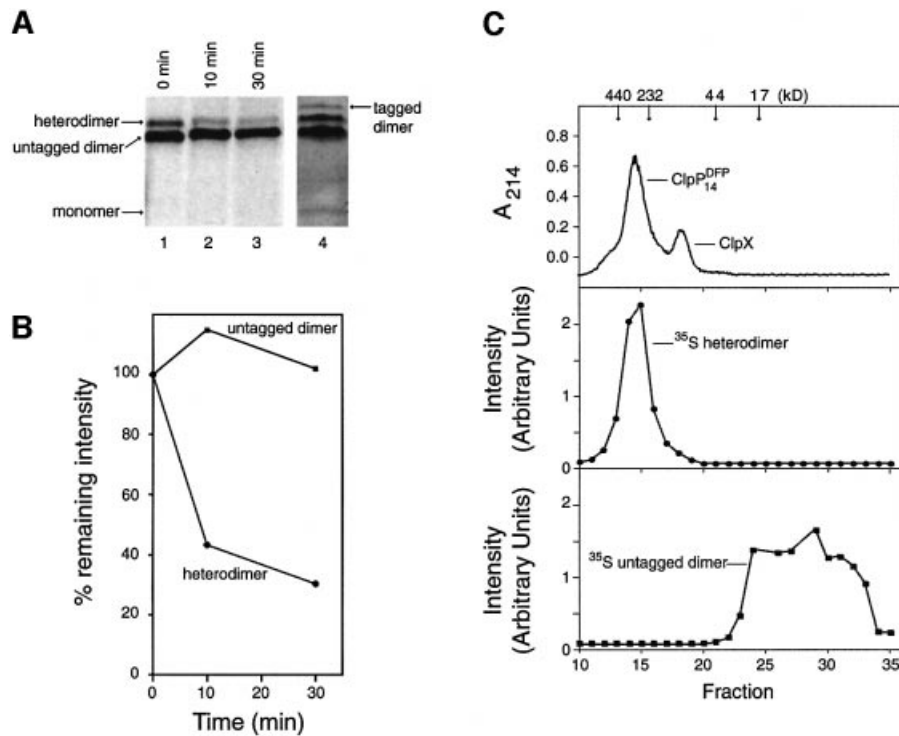 A
0 min
10 min
30 min
heterodimer
untagged dimer
monomer
tagged
dimer
1 2 3 4
B
% remaining intensity
100
80
60
40
20
0
untagged dimer
heterodimer
0 10 20 30
Time (min)
C
440 232 44 17 (kD)
A214
0.8
0.6
0.4
0.2
0.0
ClpP14DFP
ClpX
Intensity
(Arbitrary Units)
2
1
0
35S heterodimer
Intensity
(Arbitrary Units)
2
1
0
35S untagged dimer
10 15 20 25 30 35
Fraction